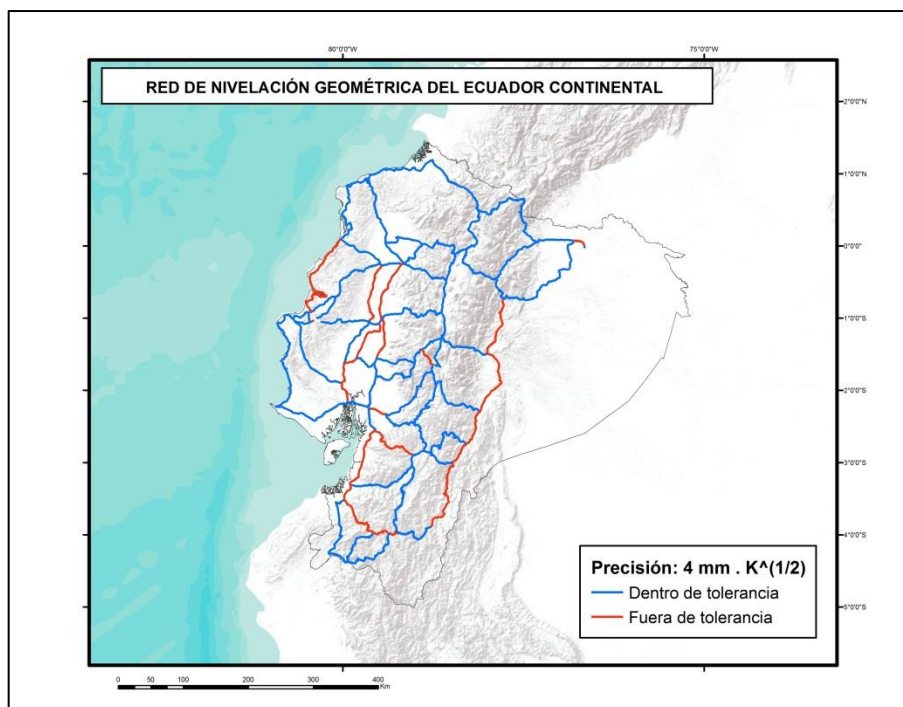 80°0'0"W 75°0'0"W
RED DE NIVELACIÓN GEOMÉTRICA DEL ECUADOR CONTINENTAL
2°0'0"N
1°0'0"N
0°0'0"
1°0'0"S
2°0'0"S
3°0'0"S
4°0'0"S
5°0'0"S
Precisión: 4 mm . K^(1/2)
Dentro de tolerancia
Fuera de tolerancia
0 25 50 100 200 300 400
Km